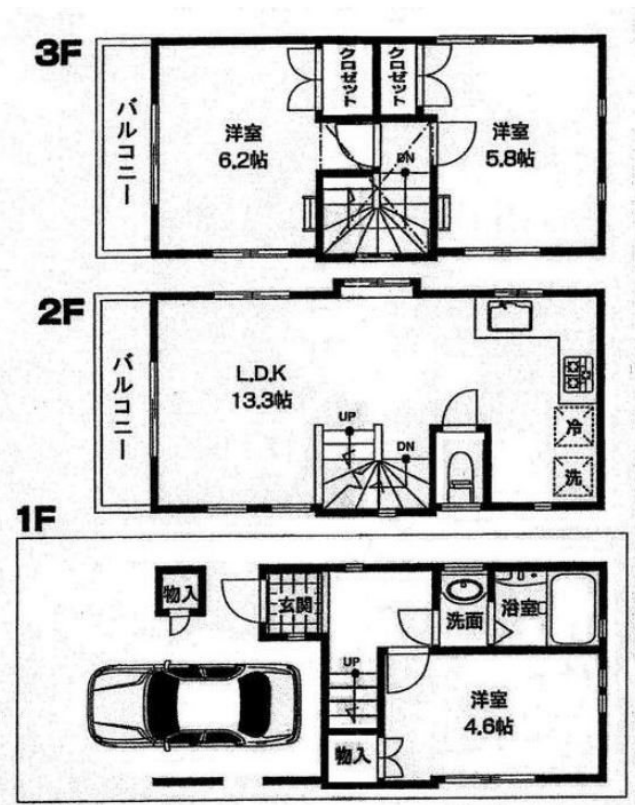 3F
バルコニー
洋室
6.2帖
クロゼット
クロゼット
DN
洋室
5.8帖
2F
バルコニー
L.D.K
13.3帖
UP
DN
冷
洗
1F
物入
玄関
洗面
浴室
UP
洋室
4.6帖
物入